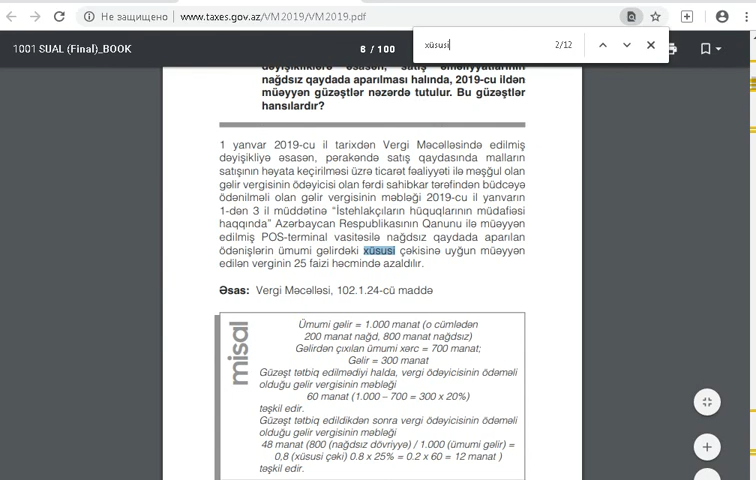 Не защищено | www.taxes.gov.az/VM2019/VM2019.pdf
xüsusi 2/12
1001 SUAL (Final)_BOOK 6 / 100
nağdsız qaydada aparılması halında, 2019-cu ildən
müəyyən güzəştlər nəzərdə tutulur. Bu güzəştlər
hansılardır?
1 yanvar 2019-cu il tarixdən Vergi Məcəlləsində edilmiş
dəyişikliyə əsasən, pərakəndə satış qaydasında malların
satışının həyata keçirilməsi üzrə ticarət fəaliyyəti ilə məşğul olan
gəlir vergisinin ödəyicisi olan fərdi sahibkar tərəfindən büdcəyə
ödənilməli olan gəlir vergisinin məbləği 2019-cu il yanvarın
1-dən 3 il müddətinə “İstehlakçıların hüquqlarının müdafiəsi
haqqında” Azərbaycan Respublikasının Qanunu ilə müəyyən
edilmiş POS-terminal vasitəsilə nağdsız qaydada aparılan
ödənişlərin ümumi gəlirdəki xüsusi çəkisinə uyğun müəyyən
edilən verginin 25 faizi həcmində azaldılır.
Əsas: Vergi Məcəlləsi, 102.1.24-cü maddə
misal
Ümumi gəlir = 1.000 manat (o cümlədən
200 manat nağd, 800 manat nağdsız)
Gəlirdən çıxılan ümumi xərc = 700 manat;
Gəlir = 300 manat
Güzəşt tətbiq edilmədiyi halda, vergi ödəyicisinin ödəməli
olduğu gəlir vergisinin məbləği
60 manat (1.000 – 700 = 300 x 20%)
təşkil edir.
Güzəşt tətbiq edildikdən sonra vergi ödəyicisinin ödəməli
olduğu gəlir vergisinin məbləği
48 manat (800 (nağdsız dövriyyə) / 1.000 (ümumi gəlir) =
0,8 (xüsusi çəki) 0.8 x 25% = 0.2 x 60 = 12 manat )
təşkil edir.